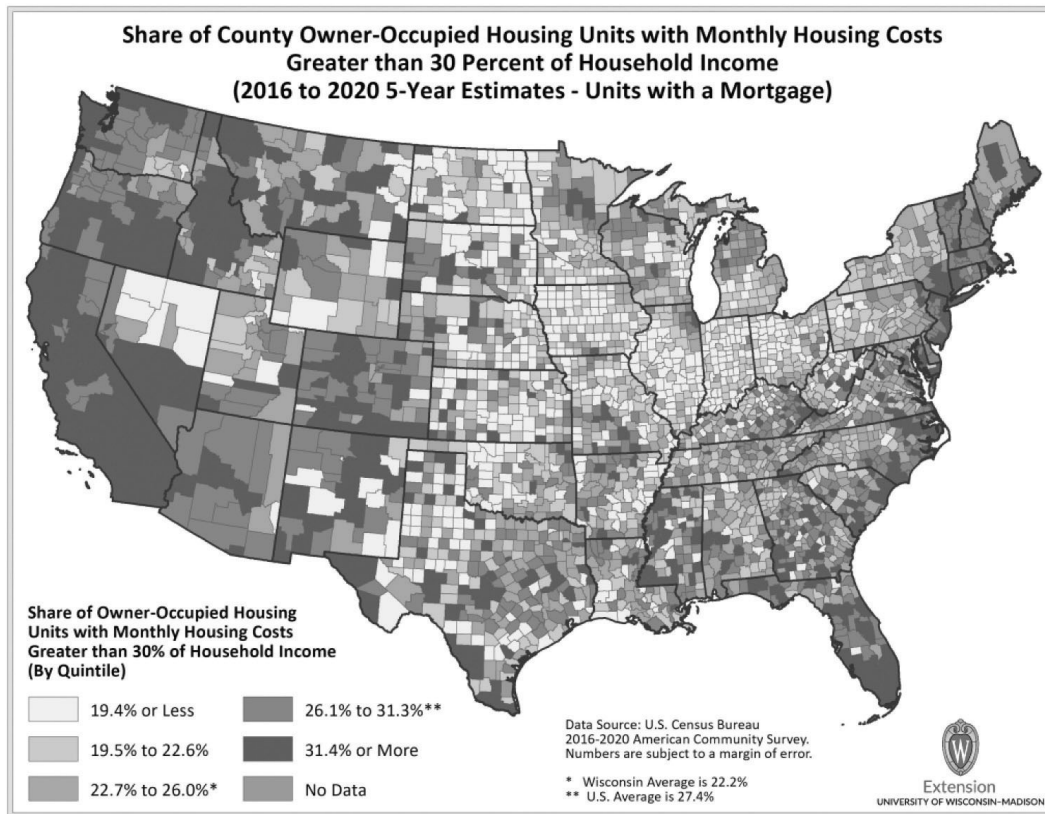 Share of County Owner-Occupied Housing Units with Monthly Housing Costs
Greater than 30 Percent of Household Income
(2016 to 2020 5-Year Estimates - Units with a Mortgage)
Share of Owner-Occupied Housing
Units with Monthly Housing Costs
Greater than 30% of Household Income
(By Quintile)
19.4% or Less
19.5% to 22.6%
22.7% to 26.0%*
26.1% to 31.3%**
31.4% or More
No Data
Data Source: U.S. Census Bureau
2016-2020 American Community Survey.
Numbers are subject to a margin of error.
* Wisconsin Average is 22.2%
** U.S. Average is 27.4%
W
Extension
UNIVERSITY OF WISCONSIN–MADISON